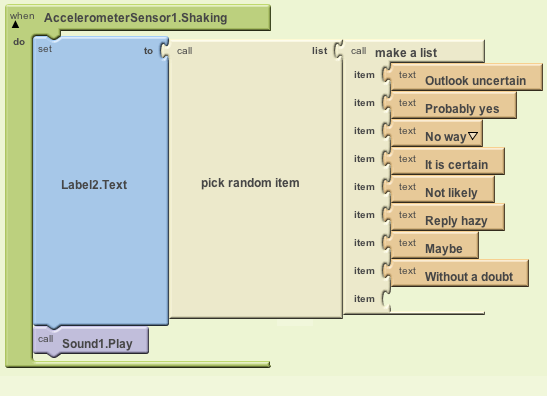 when AccelerometerSensor1.Shaking
do set Label2.Text to call pick random item list call make a list
item text Outlook uncertain
item text Probably yes
item text No way
item text It is certain
item text Not likely
item text Reply hazy
item text Maybe
item text Without a doubt
item
call Sound1.Play